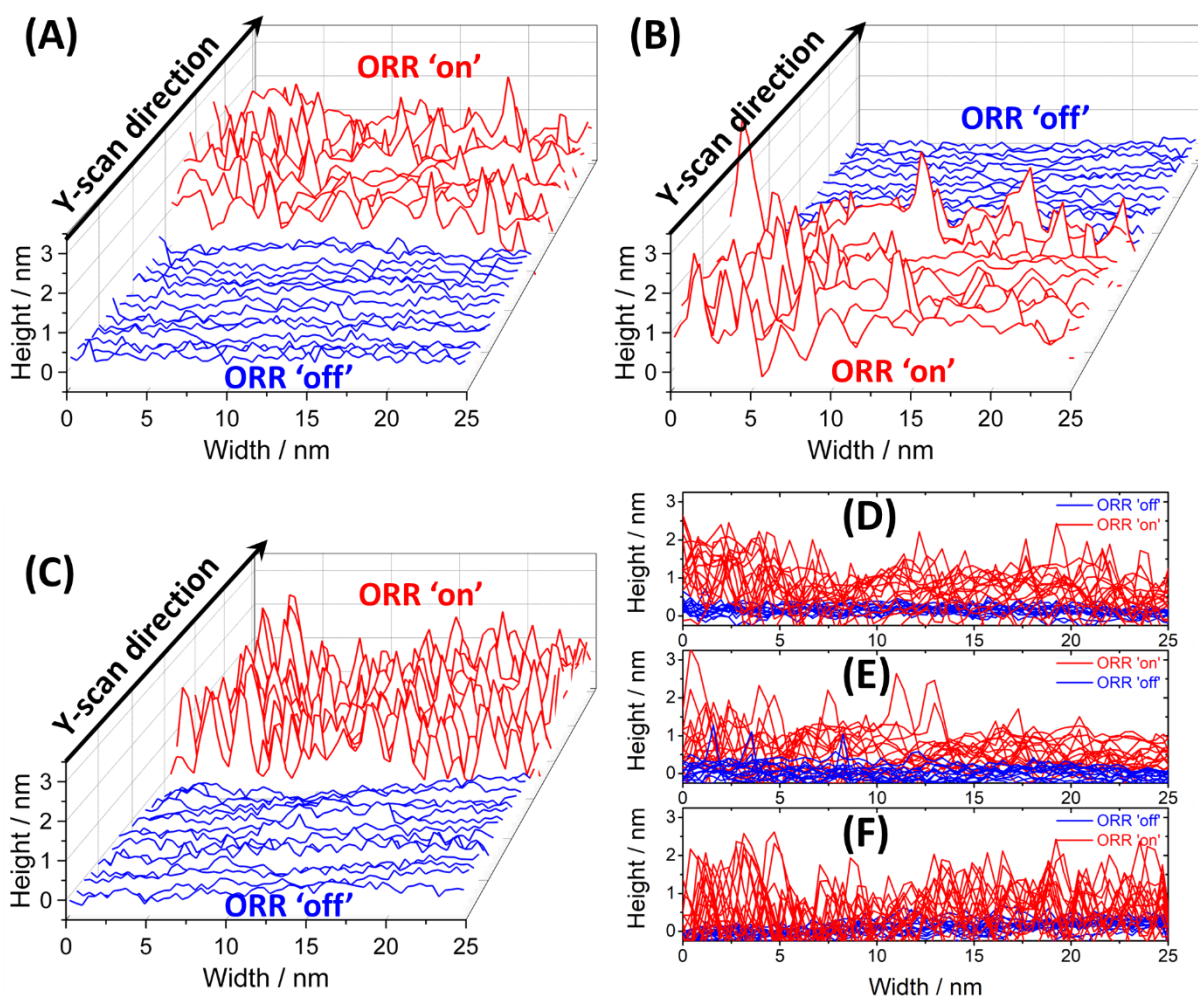 (A)
Y-scan direction
ORR 'on'
ORR 'off'
Height / nm
3
2
1
0
0 5 10 15 20 25
Width / nm
(B)
Y-scan direction
ORR 'off'
ORR 'on'
Height / nm
3
2
1
0
0 5 10 15 20 25
Width / nm
(C)
Y-scan direction
ORR 'on'
ORR 'off'
Height / nm
3
2
1
0
0 5 10 15 20 25
Width / nm
(D)
ORR 'off'
ORR 'on'
Height / nm
2
1
0
0 5 10 15 20 25
(E)
ORR 'on'
ORR 'off'
Height / nm
3
2
1
0
0 5 10 15 20 25
(F)
ORR 'off'
ORR 'on'
Height / nm
3
2
1
0
0 5 10 15 20 25
Width / nm